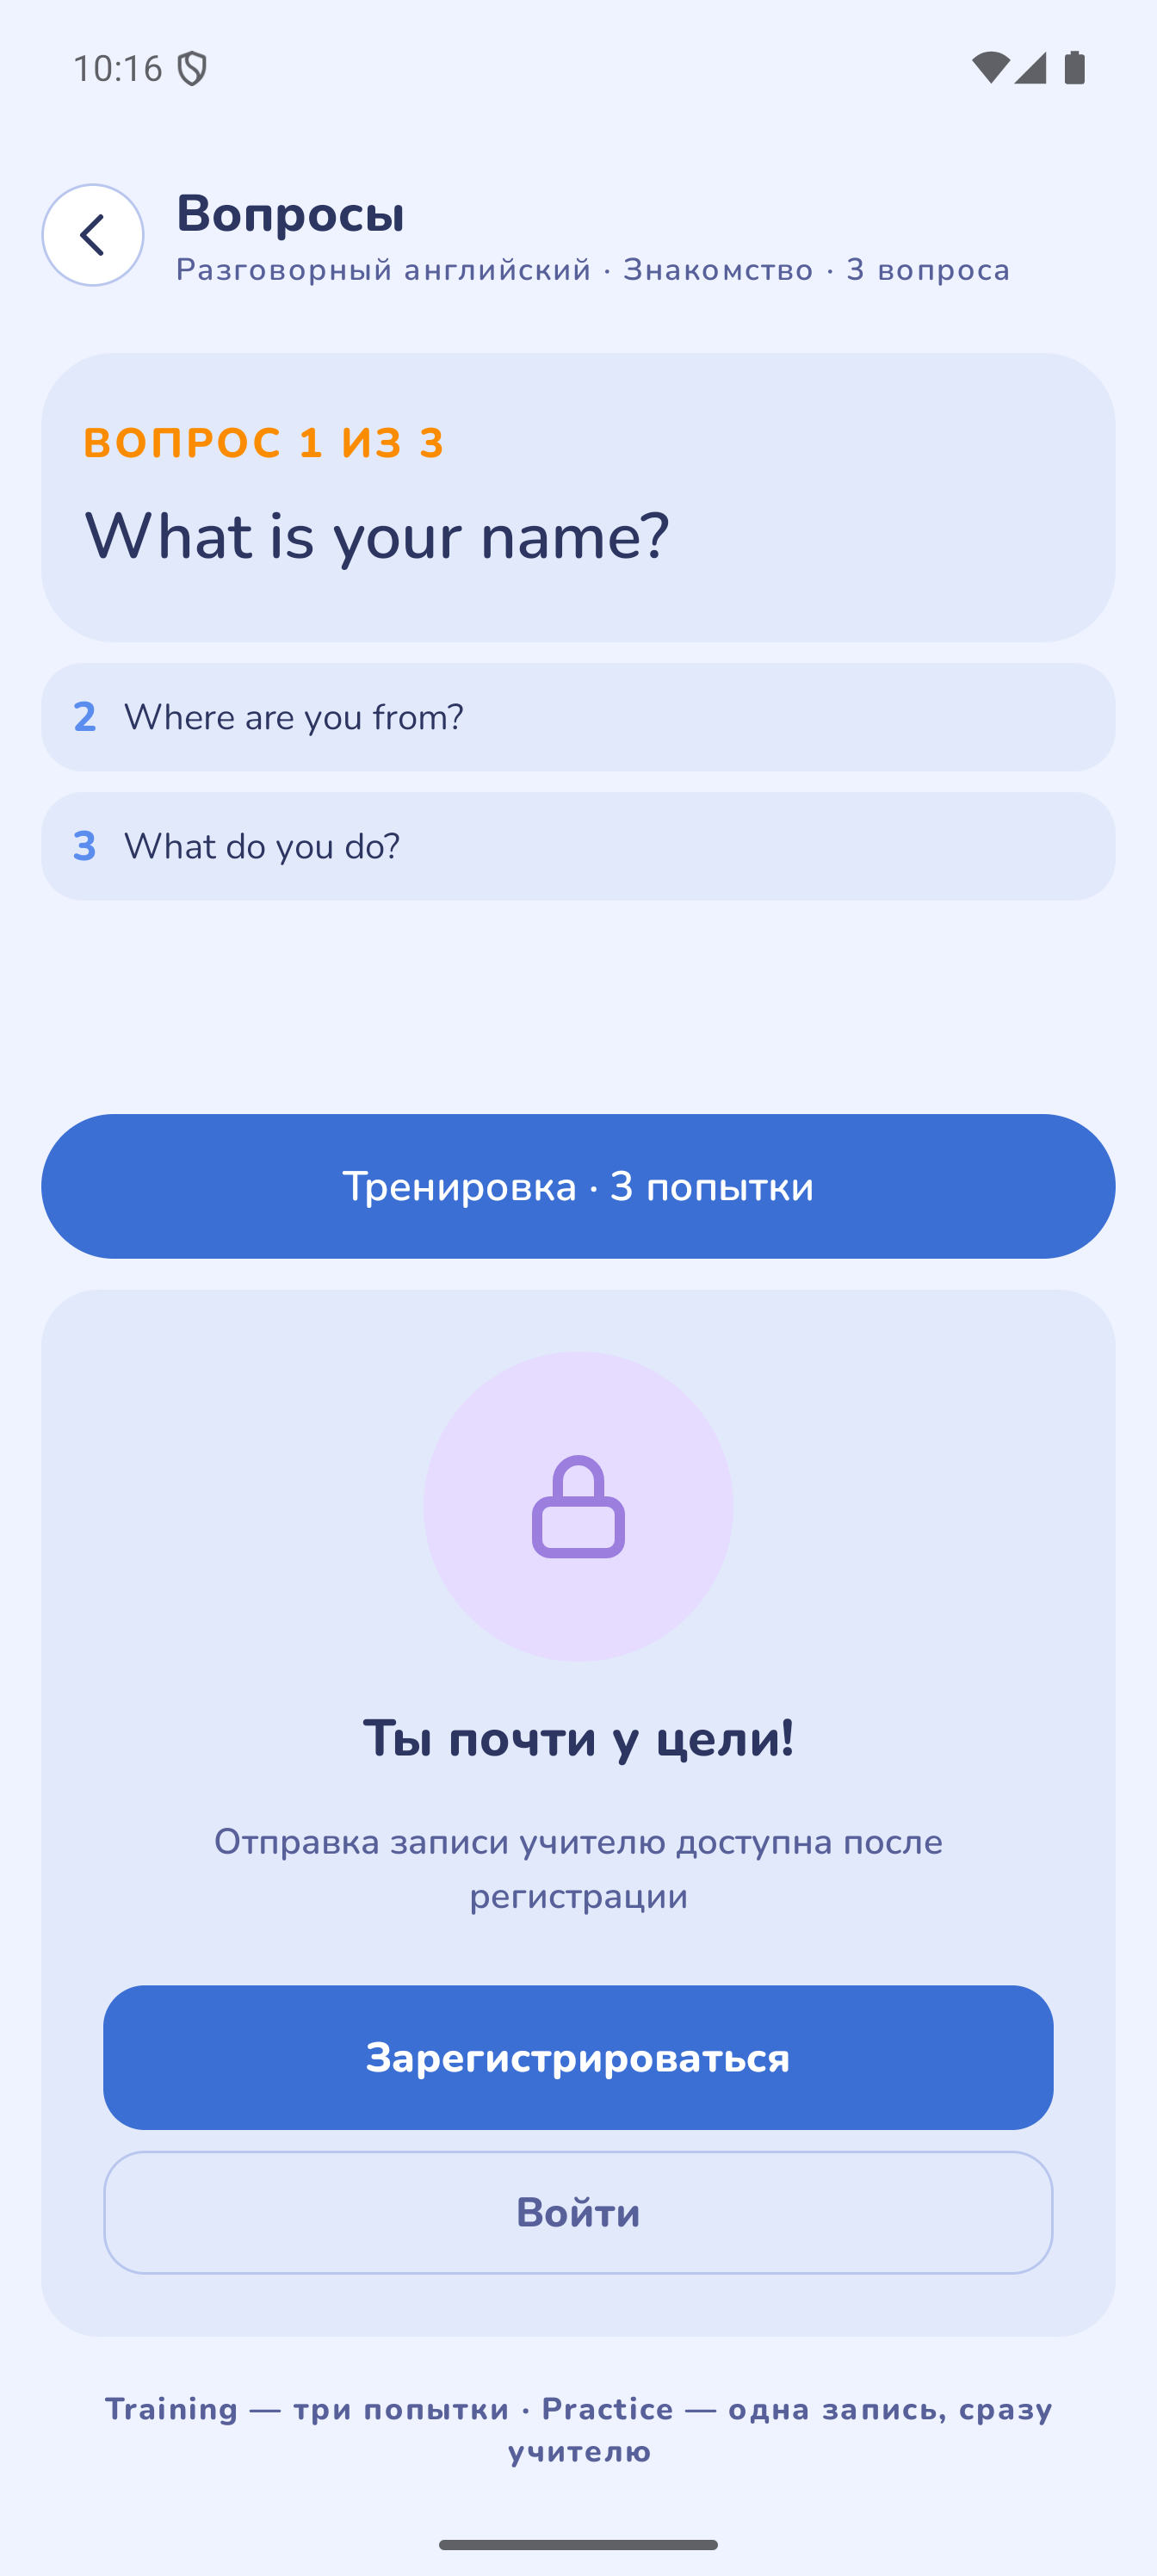 10:16
Вопросы
Разговорный английский · Знакомство · 3 вопроса
ВОПРОС 1 ИЗ 3
What is your name?
2 Where are you from?
3 What do you do?
Тренировка · 3 попытки
Ты почти у цели!
Отправка записи учителю доступна после
регистрации
Зарегистрироваться
Войти
Training — три попытки · Practice — одна запись, сразу
учителю